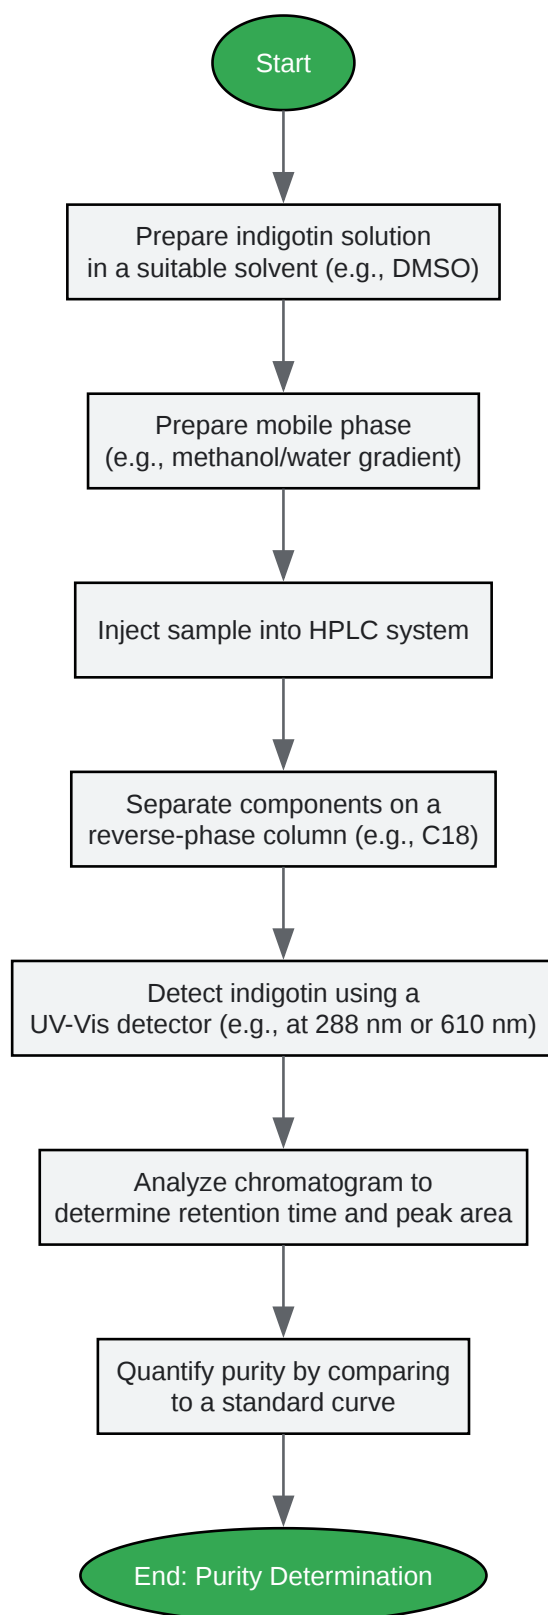 Start
Prepare indigotin solution
in a suitable solvent (e.g., DMSO)
Prepare mobile phase
(e.g., methanol/water gradient)
Inject sample into HPLC system
Separate components on a
reverse-phase column (e.g., C18)
Detect indigotin using a
UV-Vis detector (e.g., at 288 nm or 610 nm)
Analyze chromatogram to
determine retention time and peak area
Quantify purity by comparing
to a standard curve
End: Purity Determination